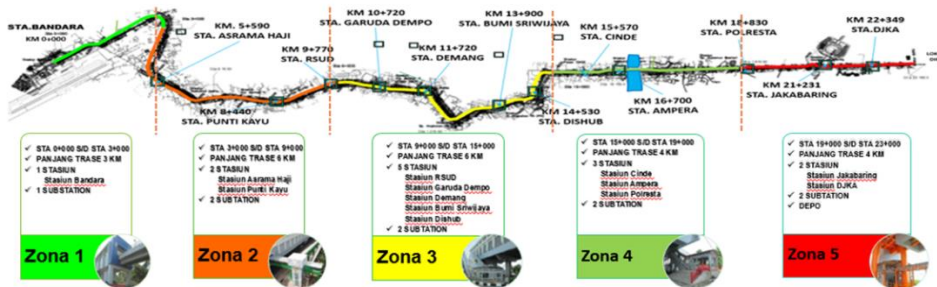 STA.BANDARA
KM 0+000
KM. 5+590
STA. ASRAMA HAJI
KM 8+440
STA. PUNTI KAYU
KM 9+770
STA. RSUD
KM 10+720
STA. GARUDA DEMPO
KM 11+720
STA. DEMANG
KM 13+900
STA. BUMI SRIWIJAYA
KM 14+530
STA. DISHUB
KM 15+570
STA. CINDE
KM 16+700
STA. AMPERA
KM 18+830
STA. POLRESTA
KM 21+231
STA. JAKABARING
KM 22+349
STA.DJKA
STA 0+000 S/D STA 3+000
PANJANG TRASE 3 KM
1 STASIUN
Stasiun Bandara
1 SUBSTATION
Zona 1
STA 3+000 S/D STA 9+000
PANJANG TRASE 6 KM
2 STASIUN
Stasiun Asrama Haji
Stasiun Punti Kayu
2 SUBTATION
Zona 2
STA 9+000 S/D STA 15+000
PANJANG TRASE 6 KM
5 STASIUN
Stasiun RSUD
Stasiun Garuda Dempo
Stasiun Demang
Stasiun Bumi Sriwijaya
Stasiun Dishub
2 SUBTATION
Zona 3
STA 15+000 S/D STA 19+000
PANJANG TRASE 4 KM
3 STASIUN
Stasiun Cinde
Stasiun Ampera
Stasiun Polresta
2 SUBTATION
Zona 4
STA 19+000 S/D STA 23+000
PANJANG TRASE 4 KM
2 STASIUN
Stasiun Jakabaring
Stasiun DJKA
2 SUBTATION
DEPO
Zona 5